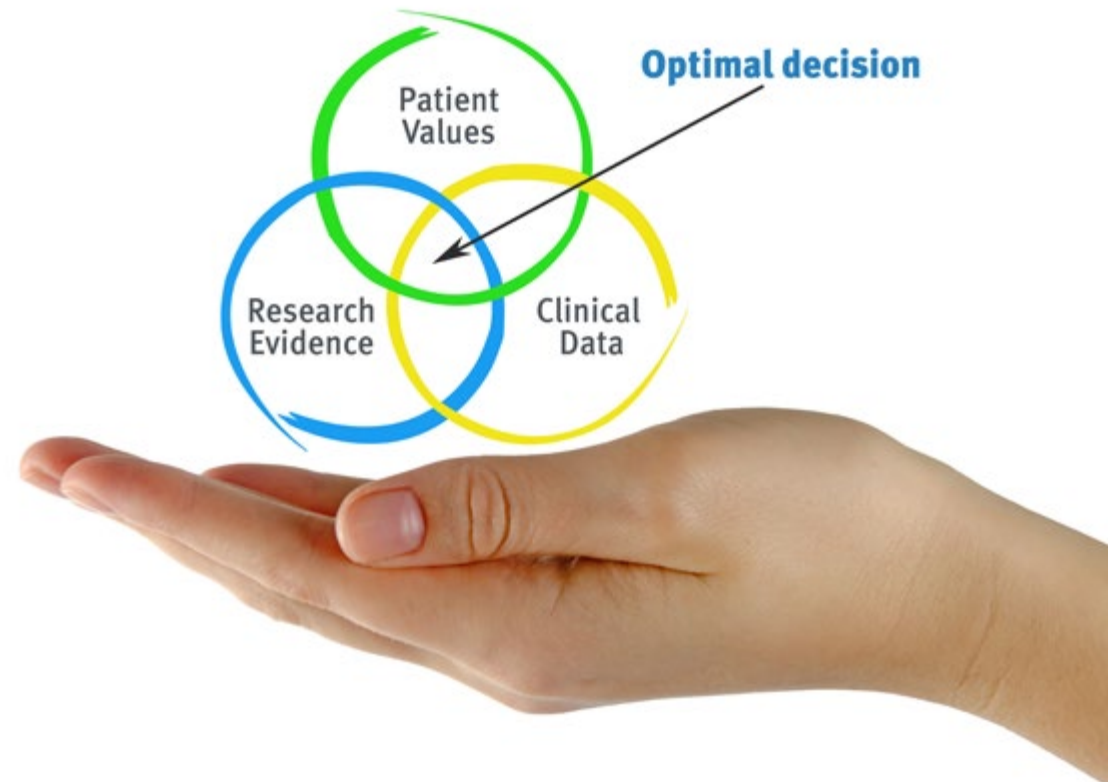 Optimal decision
Patient
Values
Research
Evidence
Clinical
Data